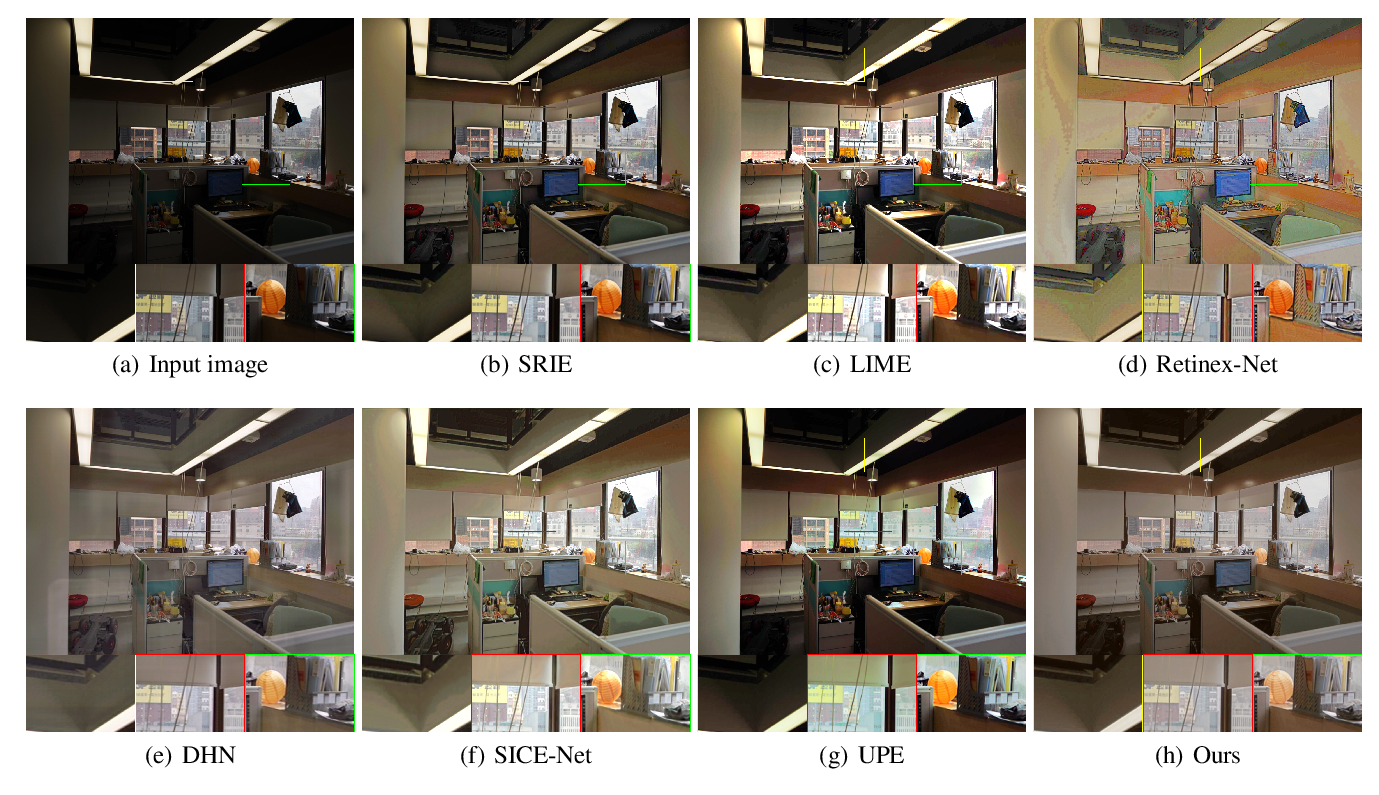 (a) Input image
(b) SRIE
(c) LIME
(d) Retinex-Net
(e) DHN
(f) SICE-Net
(g) UPE
(h) Ours